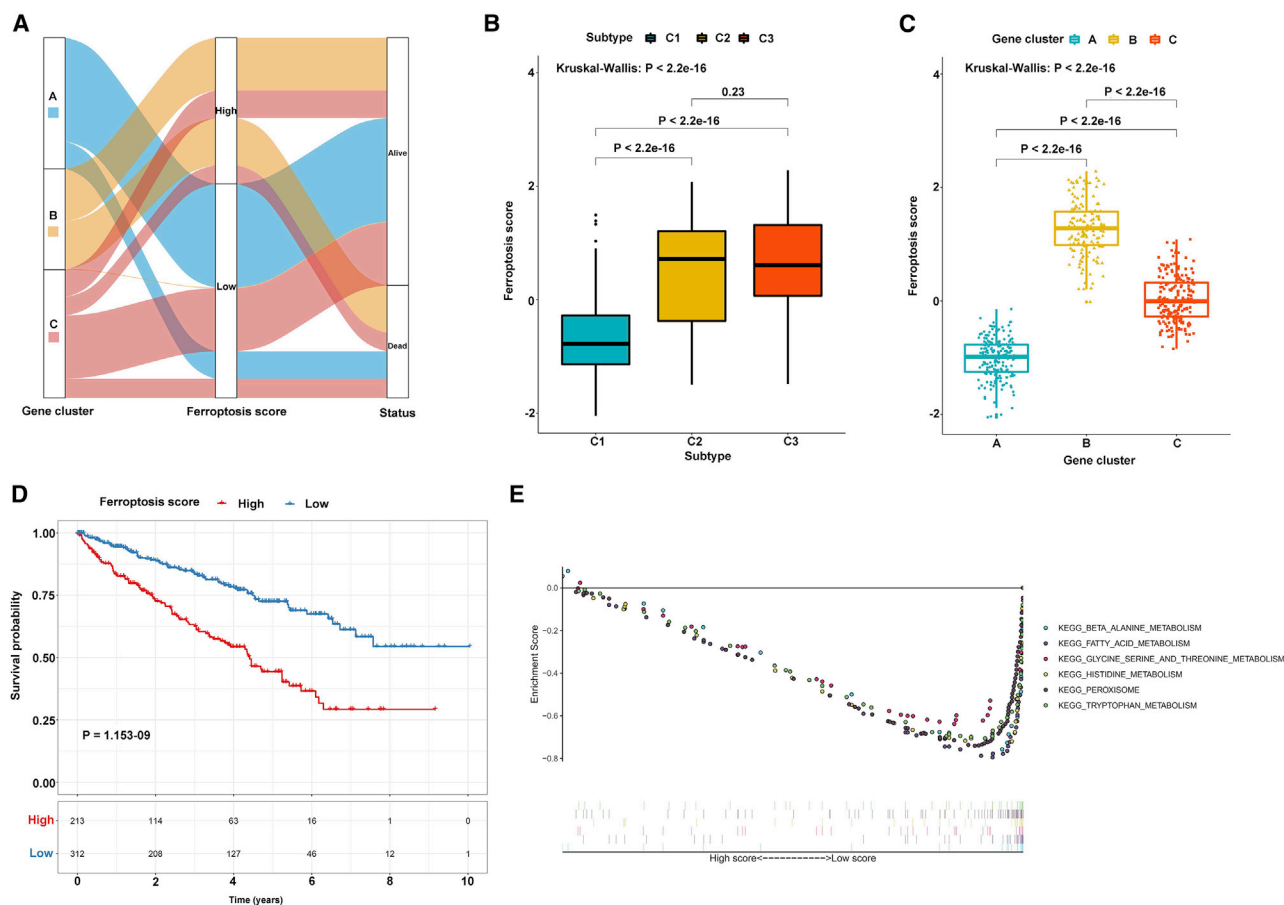 A
A
B
C
High
Low
Alive
Dead
Gene cluster
Ferroptosis score
Status
B
Subtype C1 C2 C3
Kruskal-Wallis: P < 2.2e-16
0.23
P < 2.2e-16
P < 2.2e-16
4
2
0
-2
Ferroptosis score
C1 C2 C3
Subtype
C
Gene cluster A B C
Kruskal-Wallis: P < 2.2e-16
P < 2.2e-16
P < 2.2e-16
P < 2.2e-16
4
2
0
-2
Ferroptosis score
A B C
Gene cluster
D
Ferroptosis score High Low
1.00
0.75
0.50
0.25
0.00
Survival probability
P = 1.153-09
High 213 114 63 16 1 0
Low 312 208 127 46 12 1
0 2 4 6 8 10
Time (years)
E
0.0
−0.2
−0.4
−0.6
−0.8
Enrichment Score
KEGG_BETA_ALANINE_METABOLISM
KEGG_FATTY_ACID_METABOLISM
KEGG_GLYCINE_SERINE_AND_THREONINE_METABOLISM
KEGG_HISTIDINE_METABOLISM
KEGG_PEROXISOME
KEGG_TRYPTOPHAN_METABOLISM
High score<------------->Low score